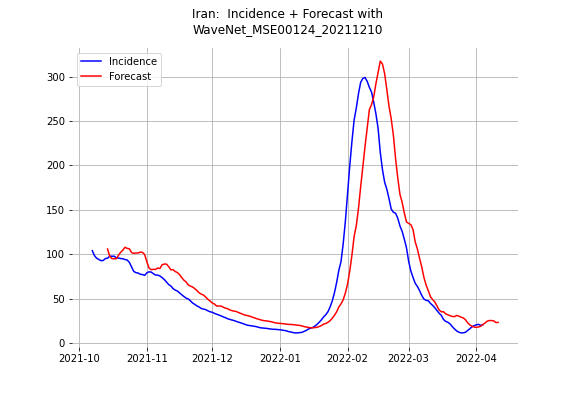 Iran:  Incidence + Forecast with
WaveNet_MSE00124_20211210
Incidence
Forecast
300
250
200
150
100
50
0
2021-10 2021-11 2021-12 2022-01 2022-02 2022-03 2022-04